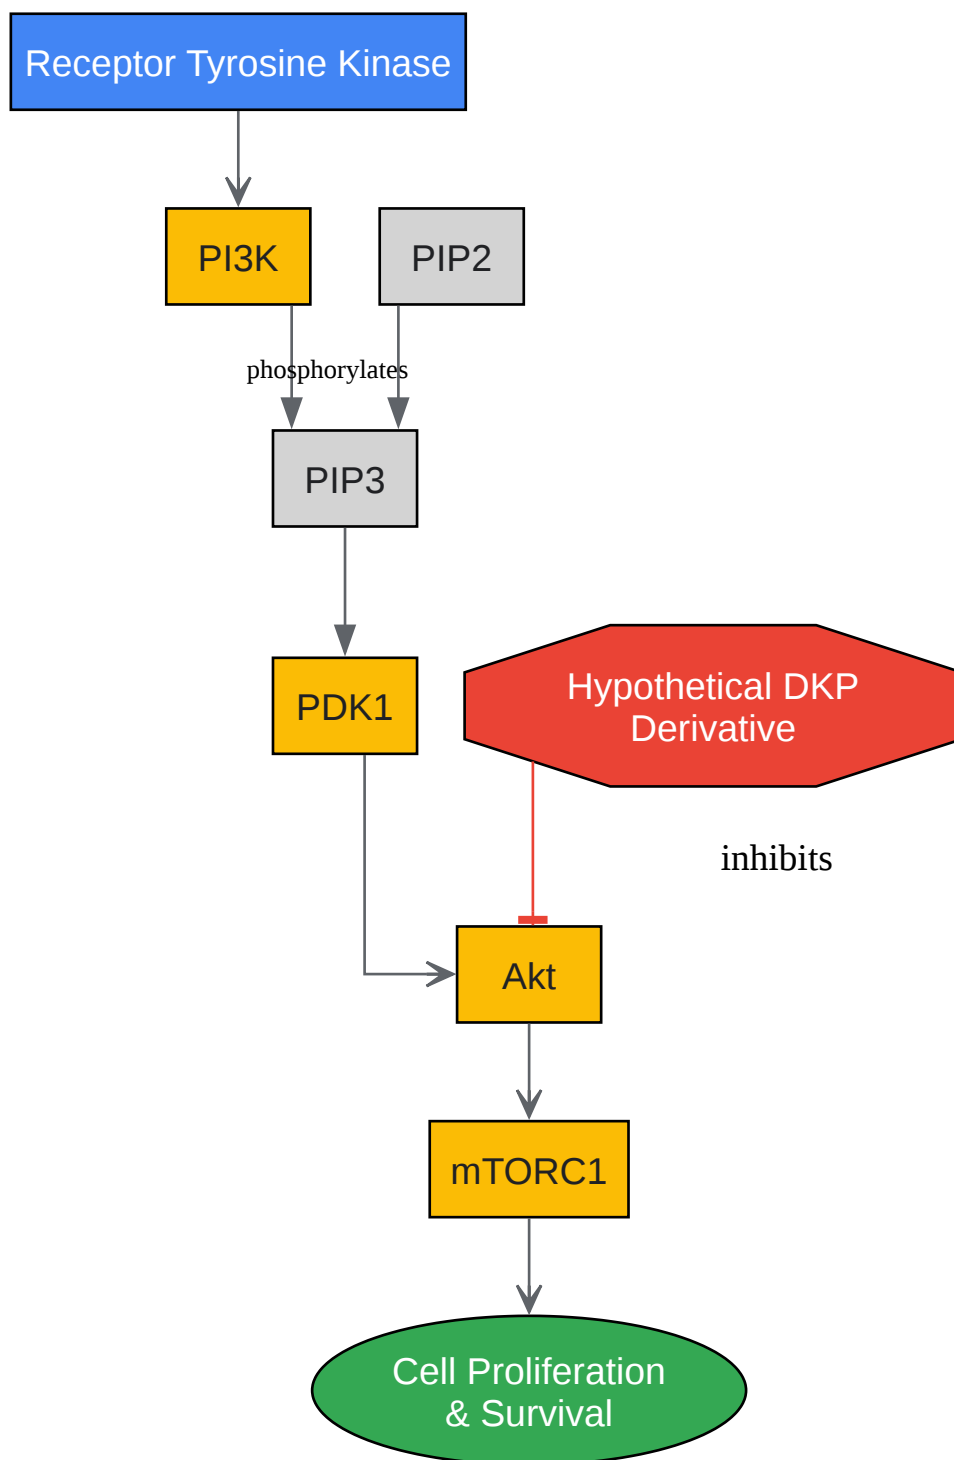 Receptor Tyrosine Kinase
PI3K
PIP2
phosphorylates
PIP3
PDK1
Hypothetical DKP
Derivative
inhibits
Akt
mTORC1
Cell Proliferation
& Survival